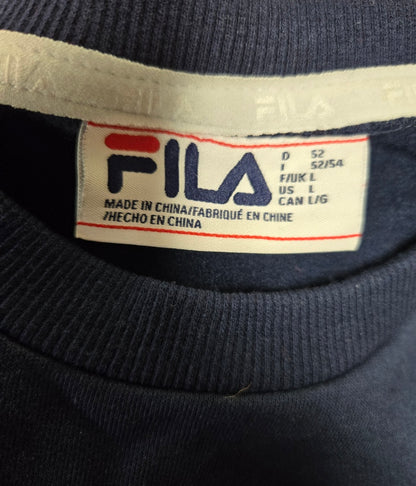 FILA
D 52
I 52/54
F/UK L
US L
CAN L/G
MADE IN CHINA/FABRIQUÉ EN CHINE
/HECHO EN CHINA